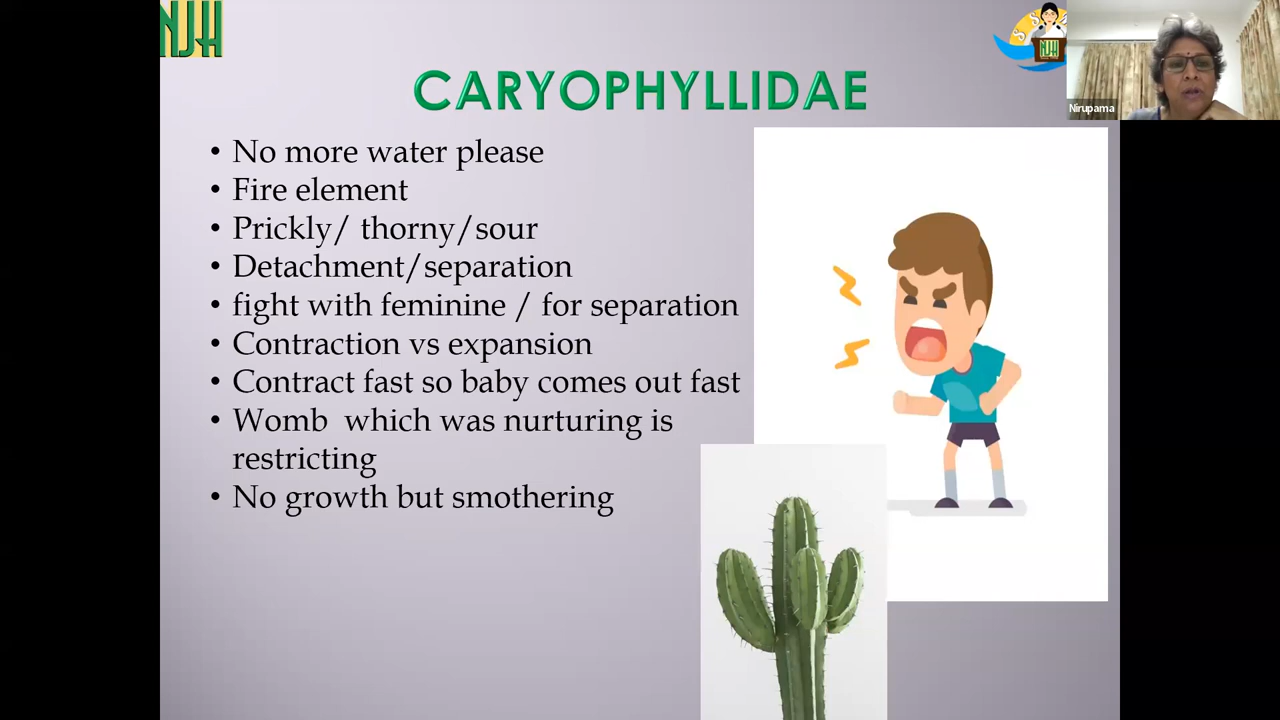 NJH
CARYOPHYLLIDAE
Nirupama
• No more water please
• Fire element
• Prickly/ thorny/sour
• Detachment/separation
• fight with feminine / for separation
• Contraction vs expansion
• Contract fast so baby comes out fast
• Womb which was nurturing is
restricting
• No growth but smothering